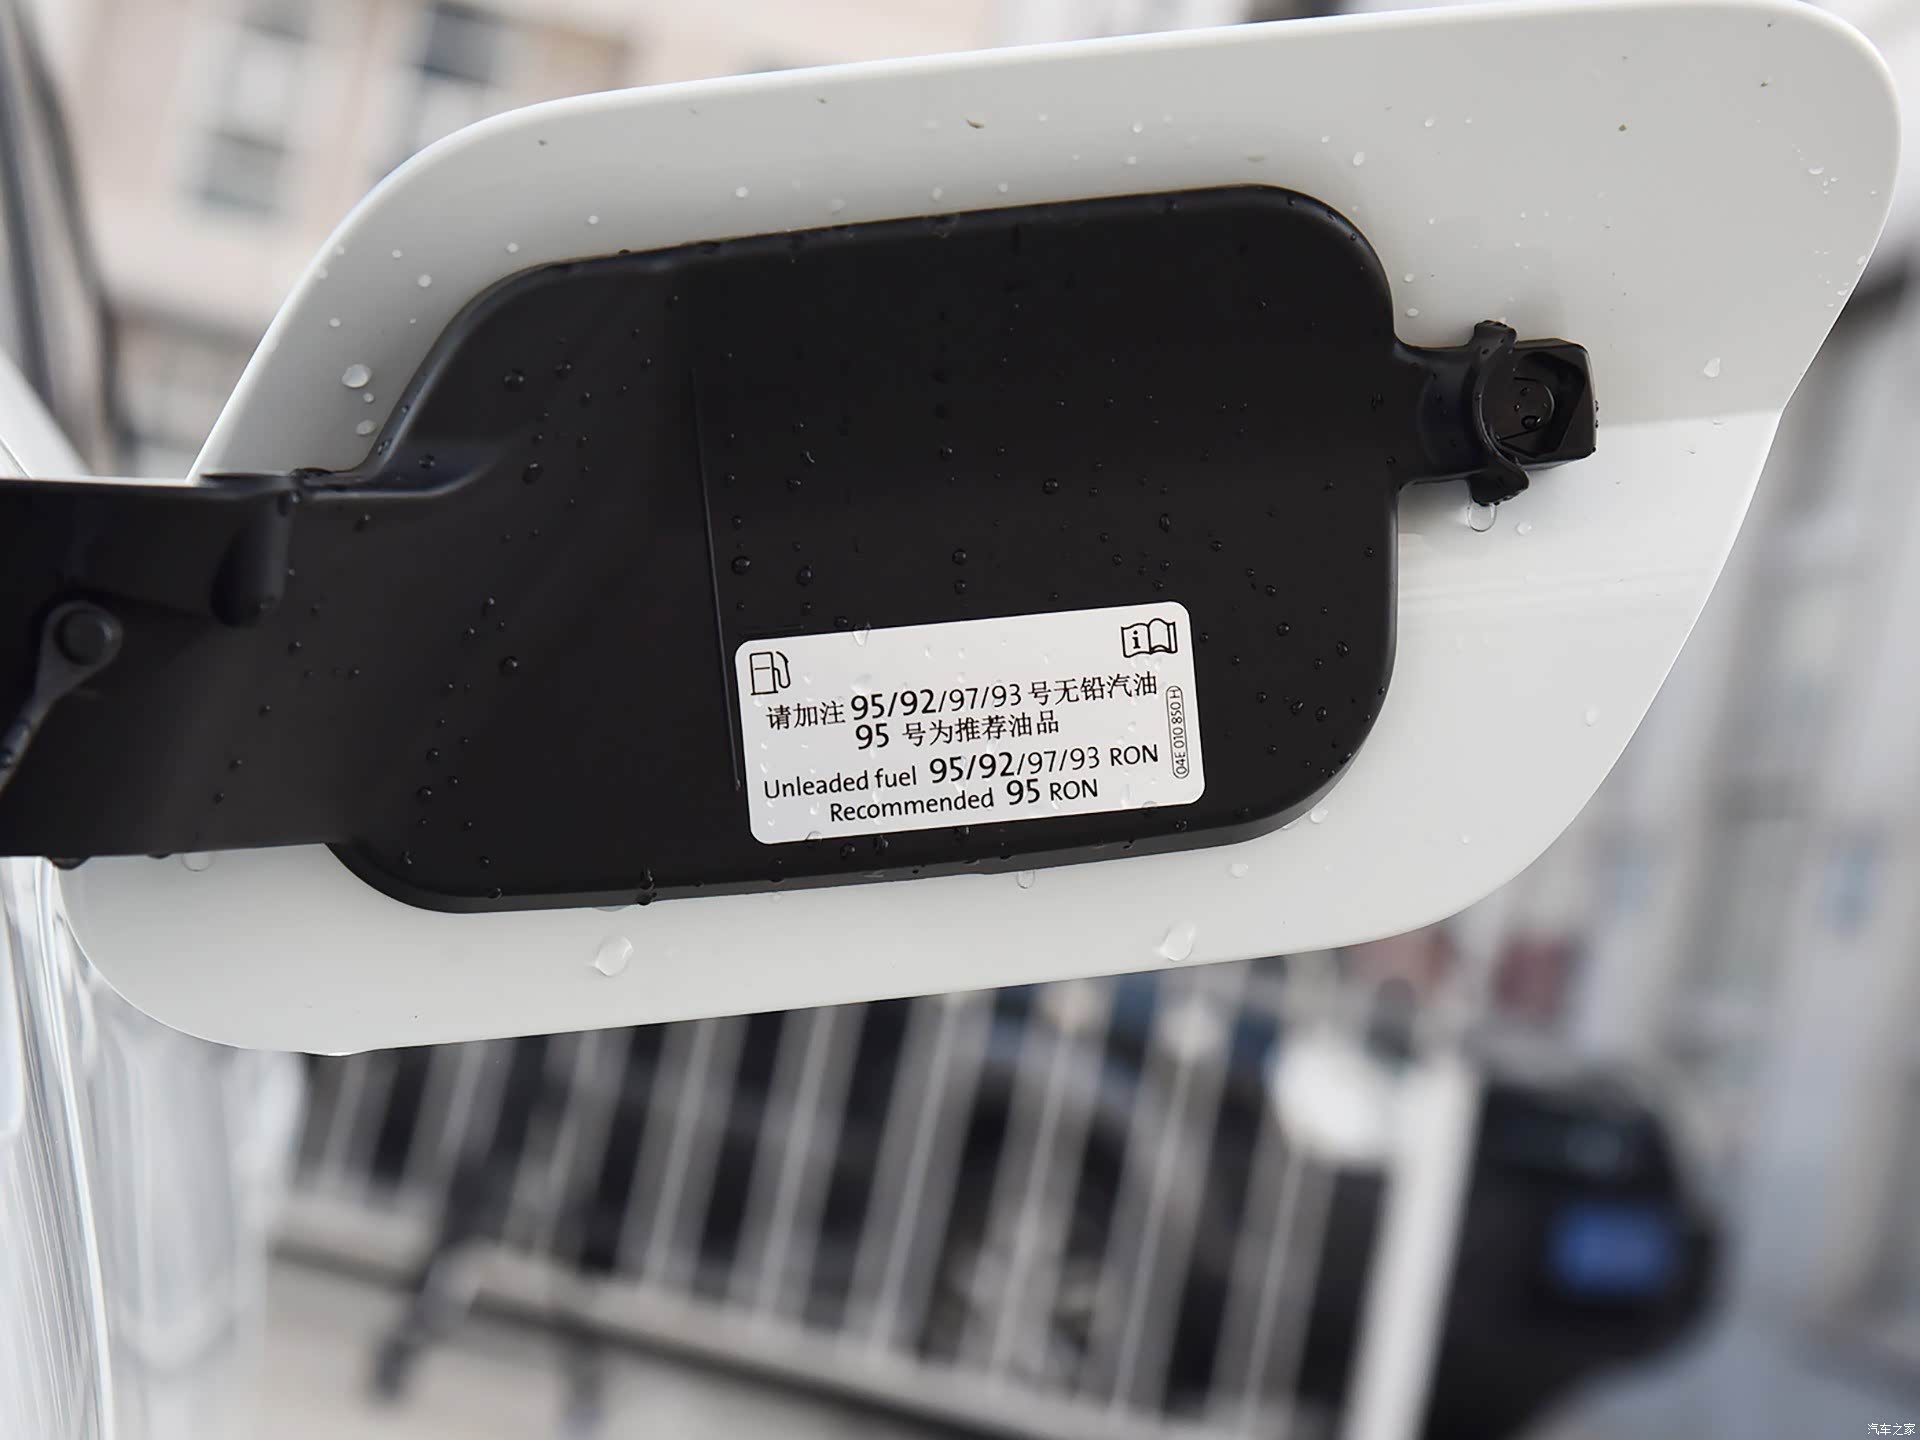 请加注 95/92/97/93 号无铅汽油
95 号为推荐油品
Unleaded fuel 95/92/97/93 RON
Recommended 95 RON
04E 010 850 H
汽车之家